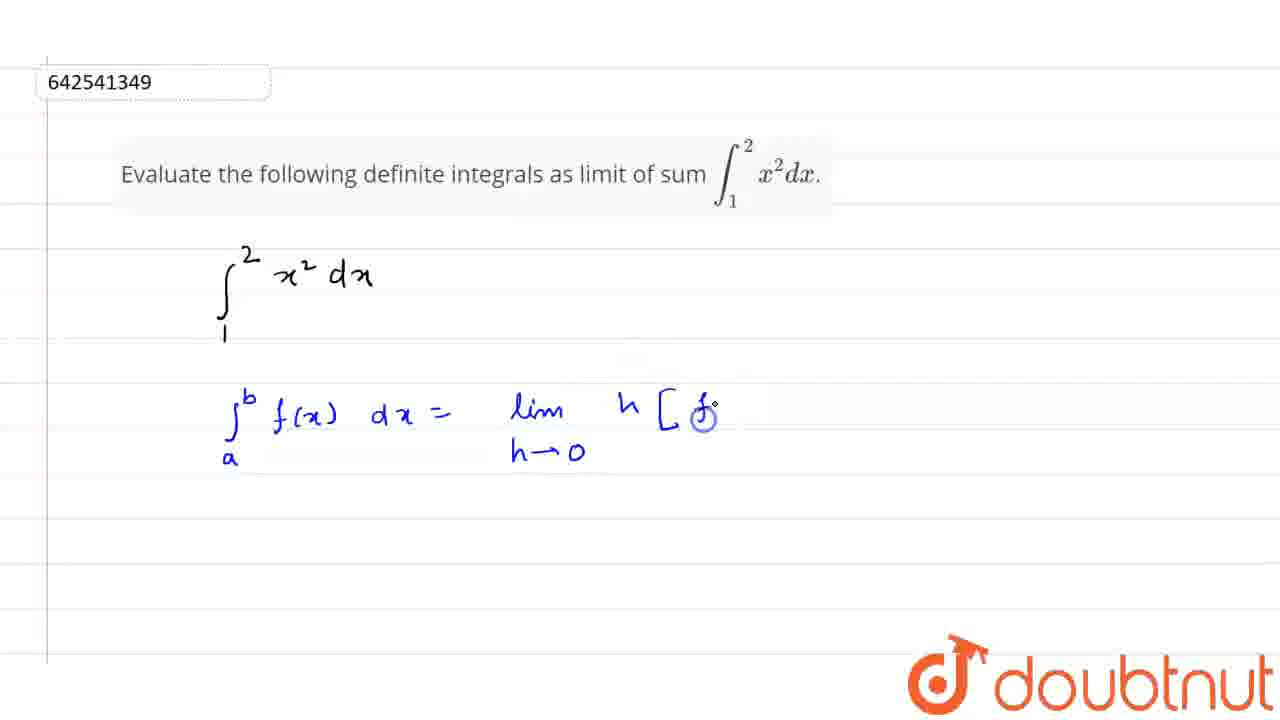 642541349
Evaluate the following definite integrals as limit of sum ∫₁² x²dx.
∫₁² x² dx
∫ₐᵇ f(x) dx = lim h→0 h [ f
doubtnut